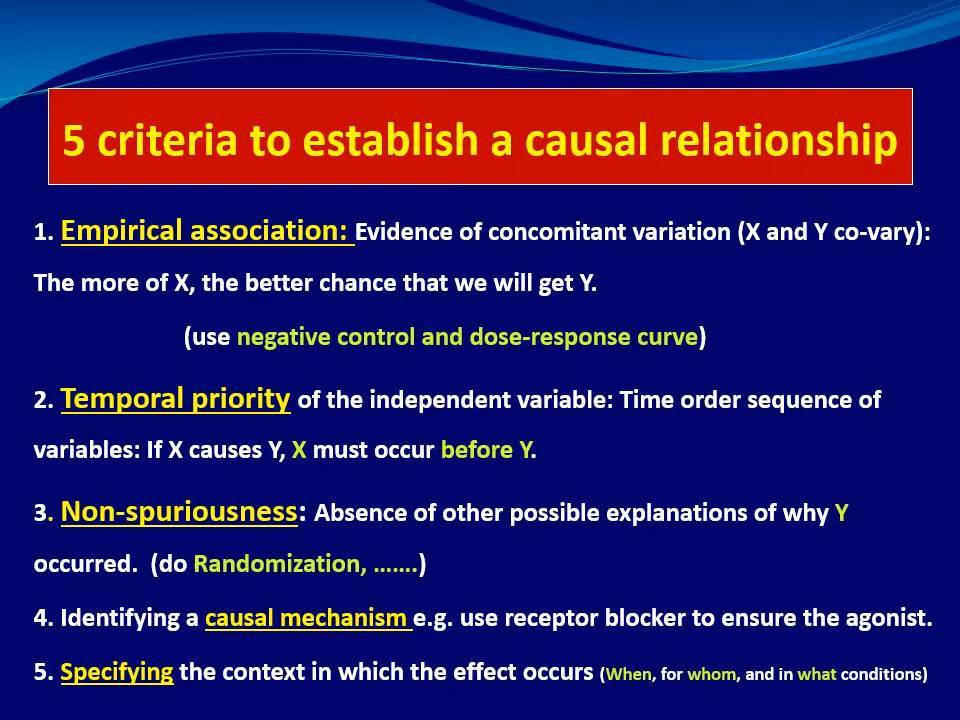 5 criteria to establish a causal relationship
1. Empirical association: Evidence of concomitant variation (X and Y co-vary):
The more of X, the better chance that we will get Y.
(use negative control and dose-response curve)
2. Temporal priority of the independent variable: Time order sequence of
variables: If X causes Y, X must occur before Y.
3. Non-spuriousness: Absence of other possible explanations of why Y
occurred. (do Randomization, …….)
4. Identifying a causal mechanism e.g. use receptor blocker to ensure the agonist.
5. Specifying the context in which the effect occurs (When, for whom, and in what conditions)